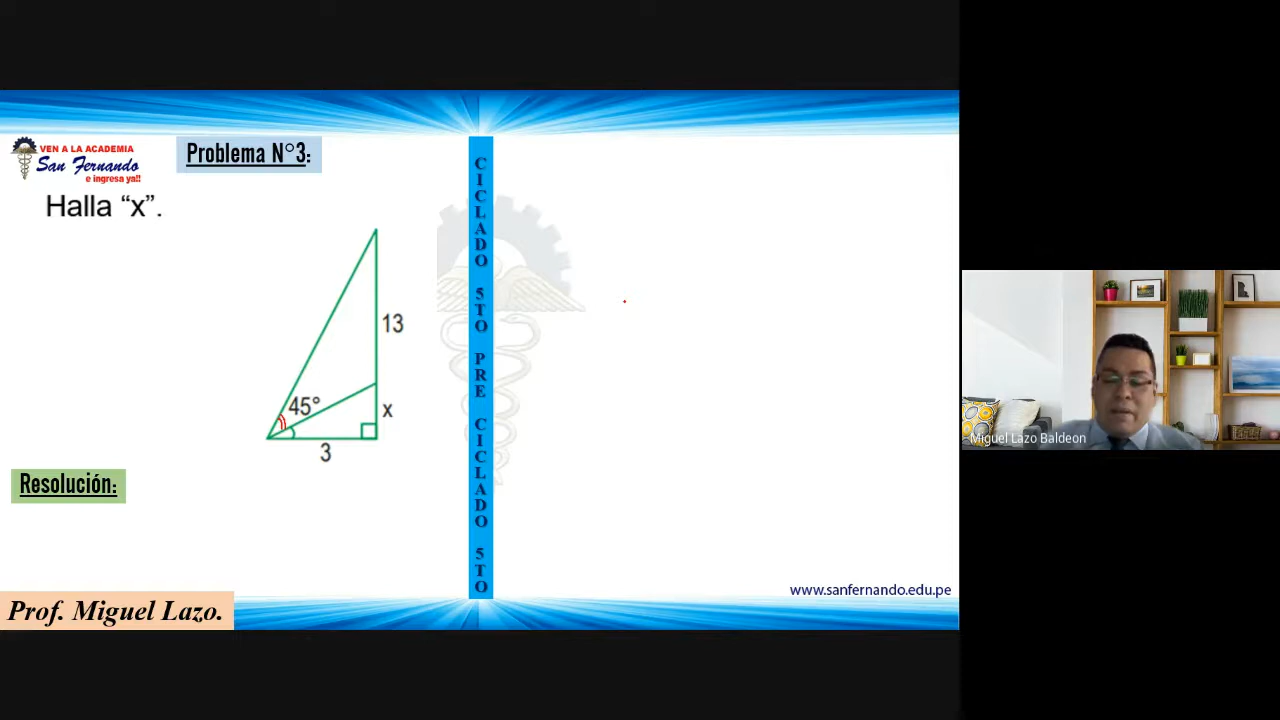 VEN A LA ACADEMIA
San Fernando
e ingresa ya!!
Problema N°3:
Halla “x”.
13
45°
x
3
Resolución:
Prof. Miguel Lazo.
CICLADO 5TO PRE CICLADO 5TO
www.sanfernando.edu.pe
Miguel Lazo Baldeon